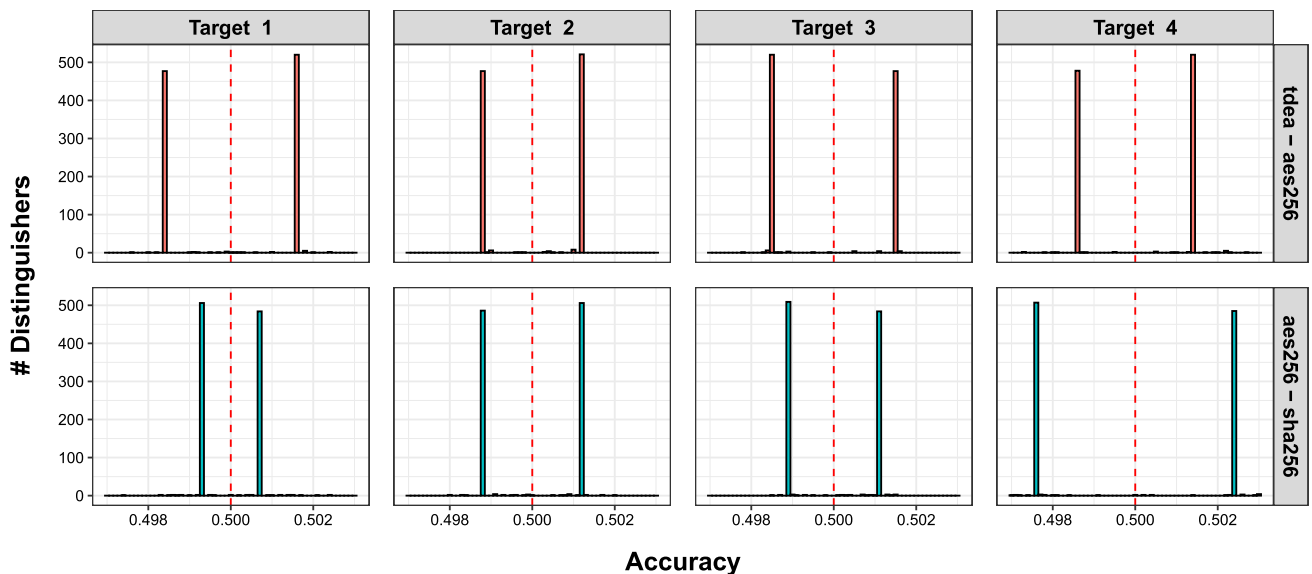 Target 1
Target 2
Target 3
Target 4
500
400
300
200
100
0
tdea – aes256
# Distinguishers
500
400
300
200
100
0
aes256 – sha256
0.498 0.500 0.502
0.498 0.500 0.502
0.498 0.500 0.502
0.498 0.500 0.502
Accuracy